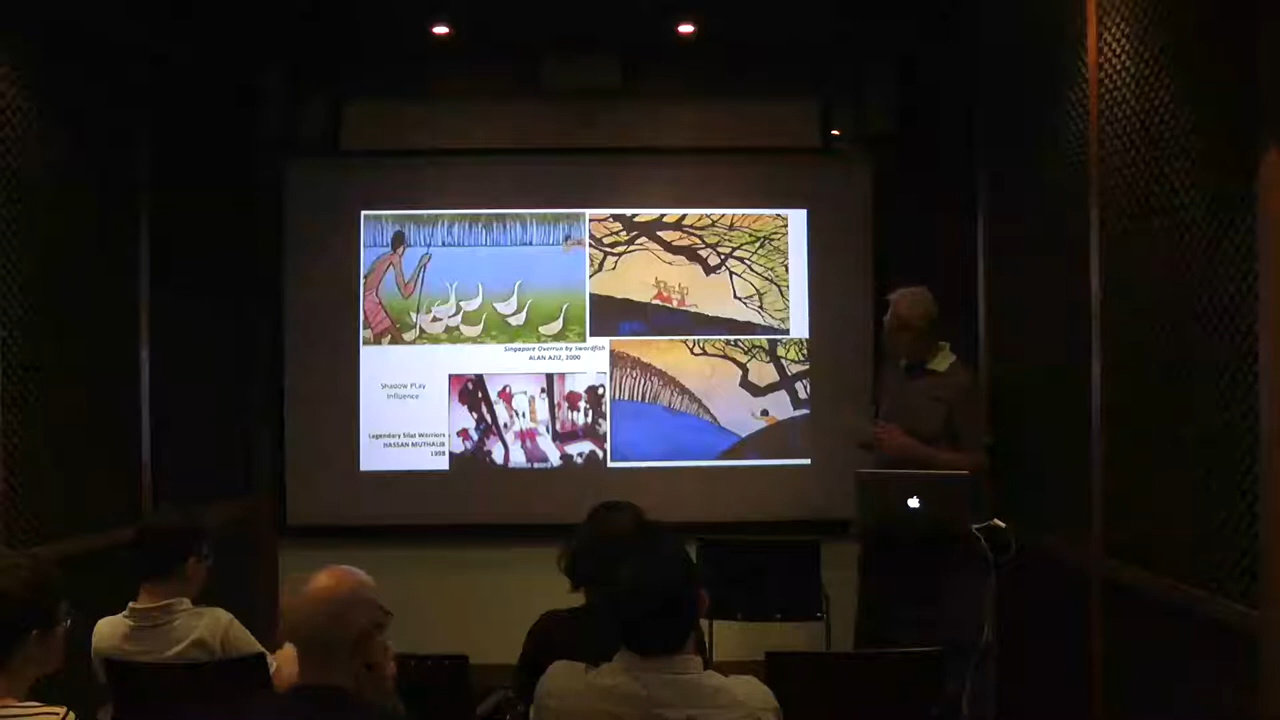 Singapore Overrun by Swordfish
ALAN AZIZ, 2000
Shadow Play
Influence
Legendary Silat Warriors
HASSAN MUTHALIB
1998